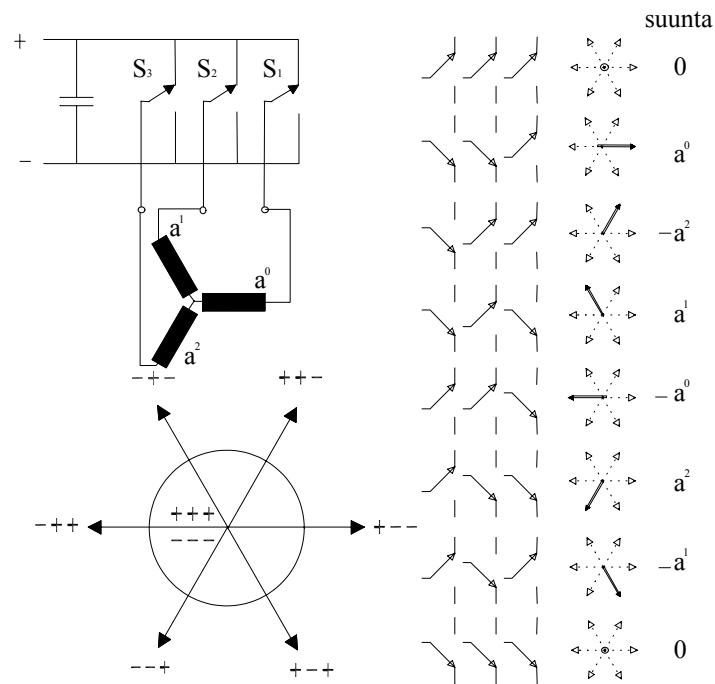 suunta
+
S₃ S₂ S₁
0
−
a⁰
a¹
−a²
a⁰
a¹
a²
−+− ++−
−a⁰
a²
+++
−++ +−−
−−−
−a¹
−−+ +−+
0